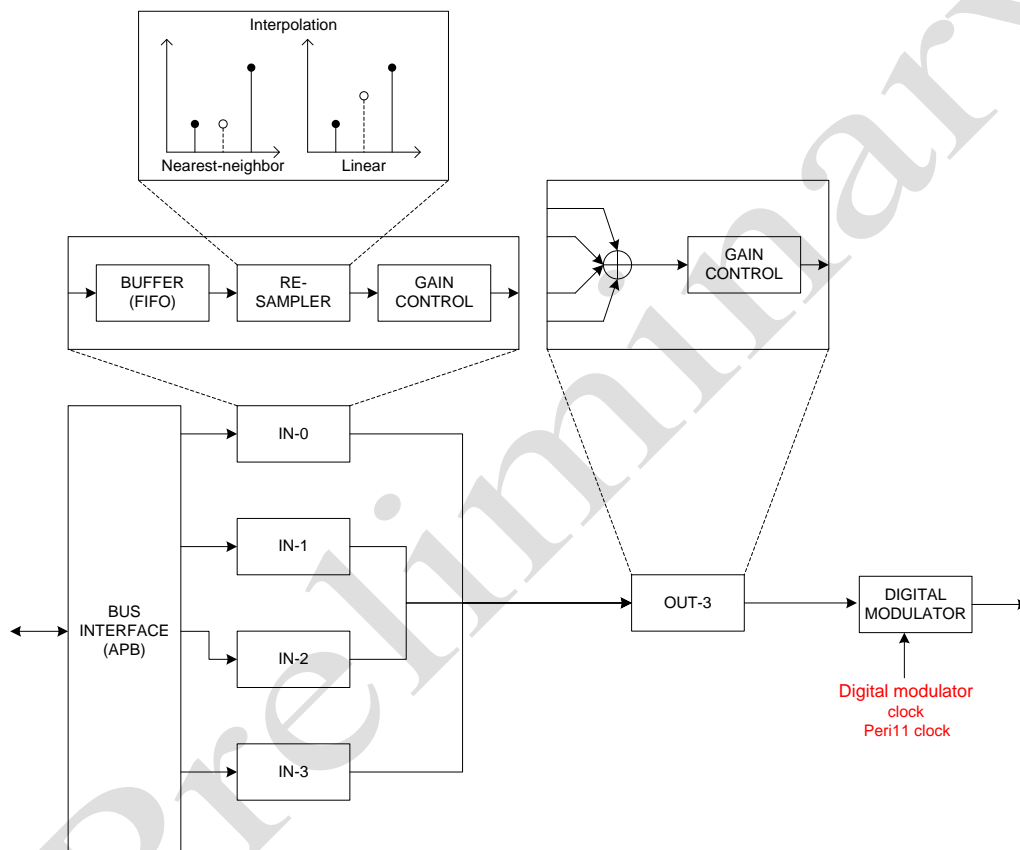 Interpolation
Nearest-neighbor
Linear
BUFFER
(FIFO)
RE-
SAMPLER
GAIN
CONTROL
GAIN
CONTROL
IN-0
IN-1
BUS
INTERFACE
(APB)
IN-2
IN-3
OUT-3
DIGITAL
MODULATOR
Digital modulator
clock
Peri11 clock
Preliminary